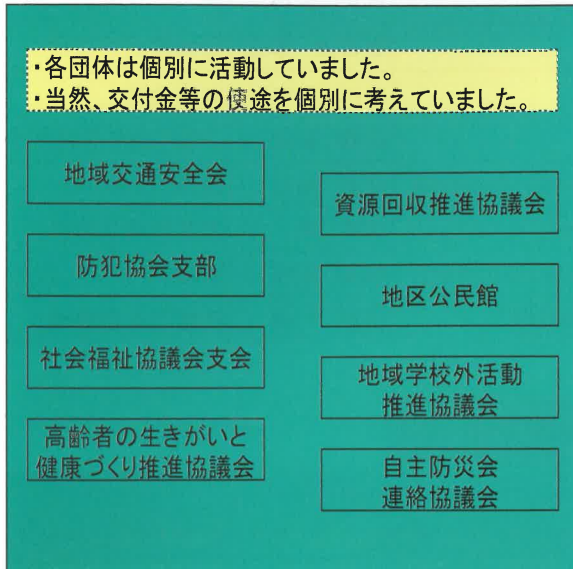 ・各団体は個別に活動していました。
・当然、交付金等の使途を個別に考えていました。
地域交通安全会
防犯協会支部
社会福祉協議会支会
高齢者の生きがいと
健康づくり推進協議会
資源回収推進協議会
地区公民館
地域学校外活動
推進協議会
自主防災会
連絡協議会